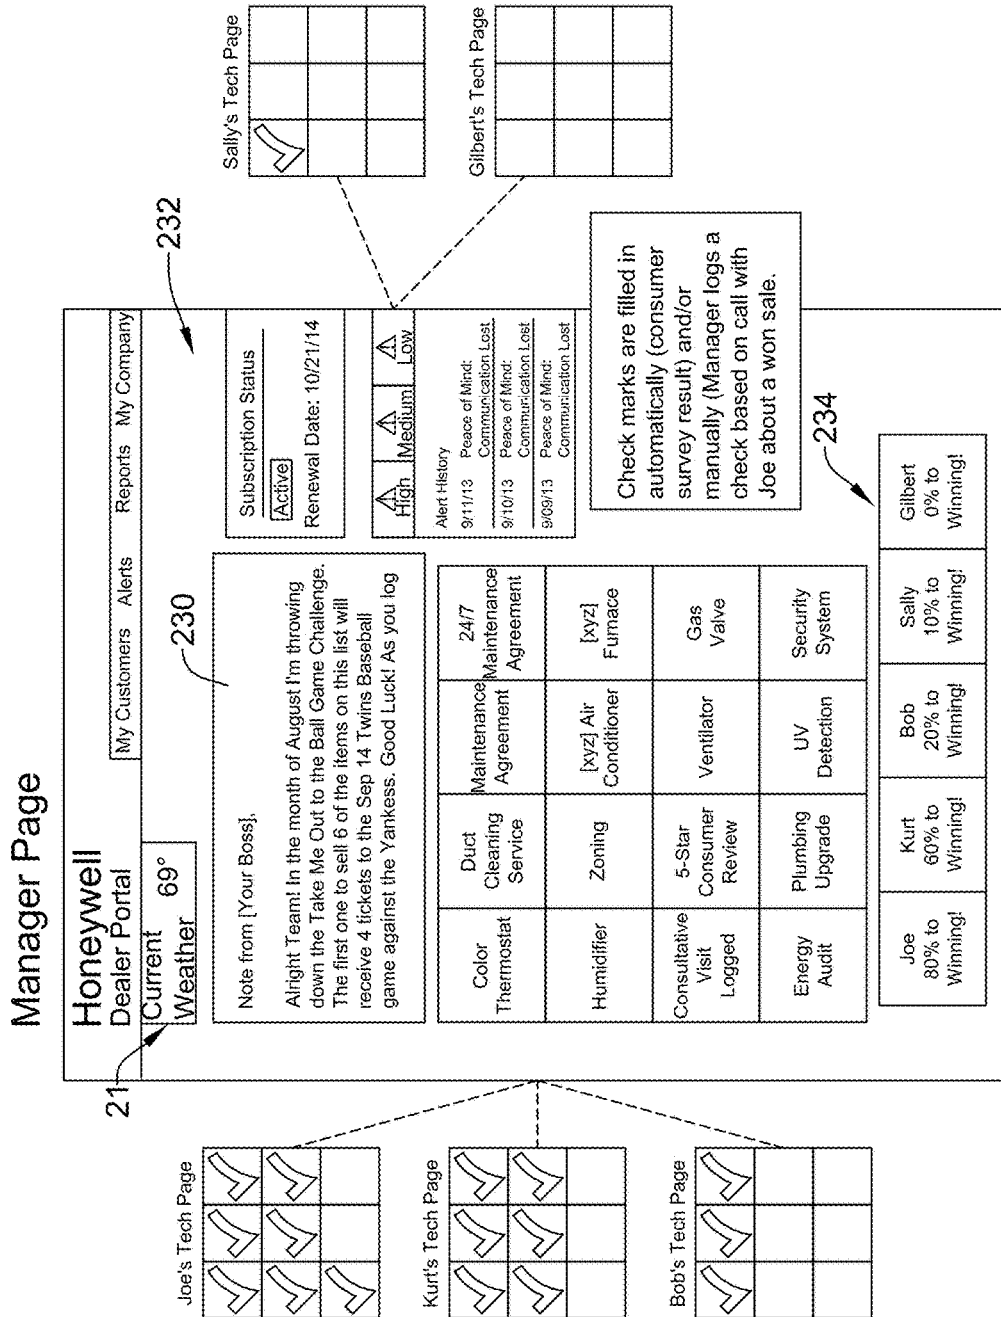 Manager Page
Honeywell
Dealer Portal
My Customers Alerts Reports My Company
Current
Weather 69°
21
230
232
234
Note from [Your Boss],
Alright Team! In the month of August I'm throwing
down the Take Me Out to the Ball Game Challenge.
The first one to sell 6 of the items on this list will
receive 4 tickets to the Sep 14 Twins Baseball
game against the Yankess. Good Luck! As you log
Subscription Status
Active
Renewal Date: 10/21/14
High Medium Low
Alert History
9/11/13 Peace of Mind:
Communication Lost
9/10/13 Peace of Mind:
Communication Lost
9/09/13 Peace of Mind:
Communication Lost
Color
Thermostat
Duct
Cleaning
Service
Maintenance
Agreement
24/7
Maintenance
Agreement
Humidifier
Zoning
[xyz] Air
Conditioner
[xyz]
Furnace
Consultative
Visit
Logged
5-Star
Consumer
Review
Ventilator
Gas
Valve
Energy
Audit
Plumbing
Upgrade
UV
Detection
Security
System
Joe
80% to
Winning!
Kurt
60% to
Winning!
Bob
20% to
Winning!
Sally
10% to
Winning!
Gilbert
0% to
Winning!
Check marks are filled in
automatically (consumer
survey result) and/or
manually (Manager logs a
check based on call with
Joe about a won sale.
Joe's Tech Page
Kurt's Tech Page
Bob's Tech Page
Sally's Tech Page
Gilbert's Tech Page